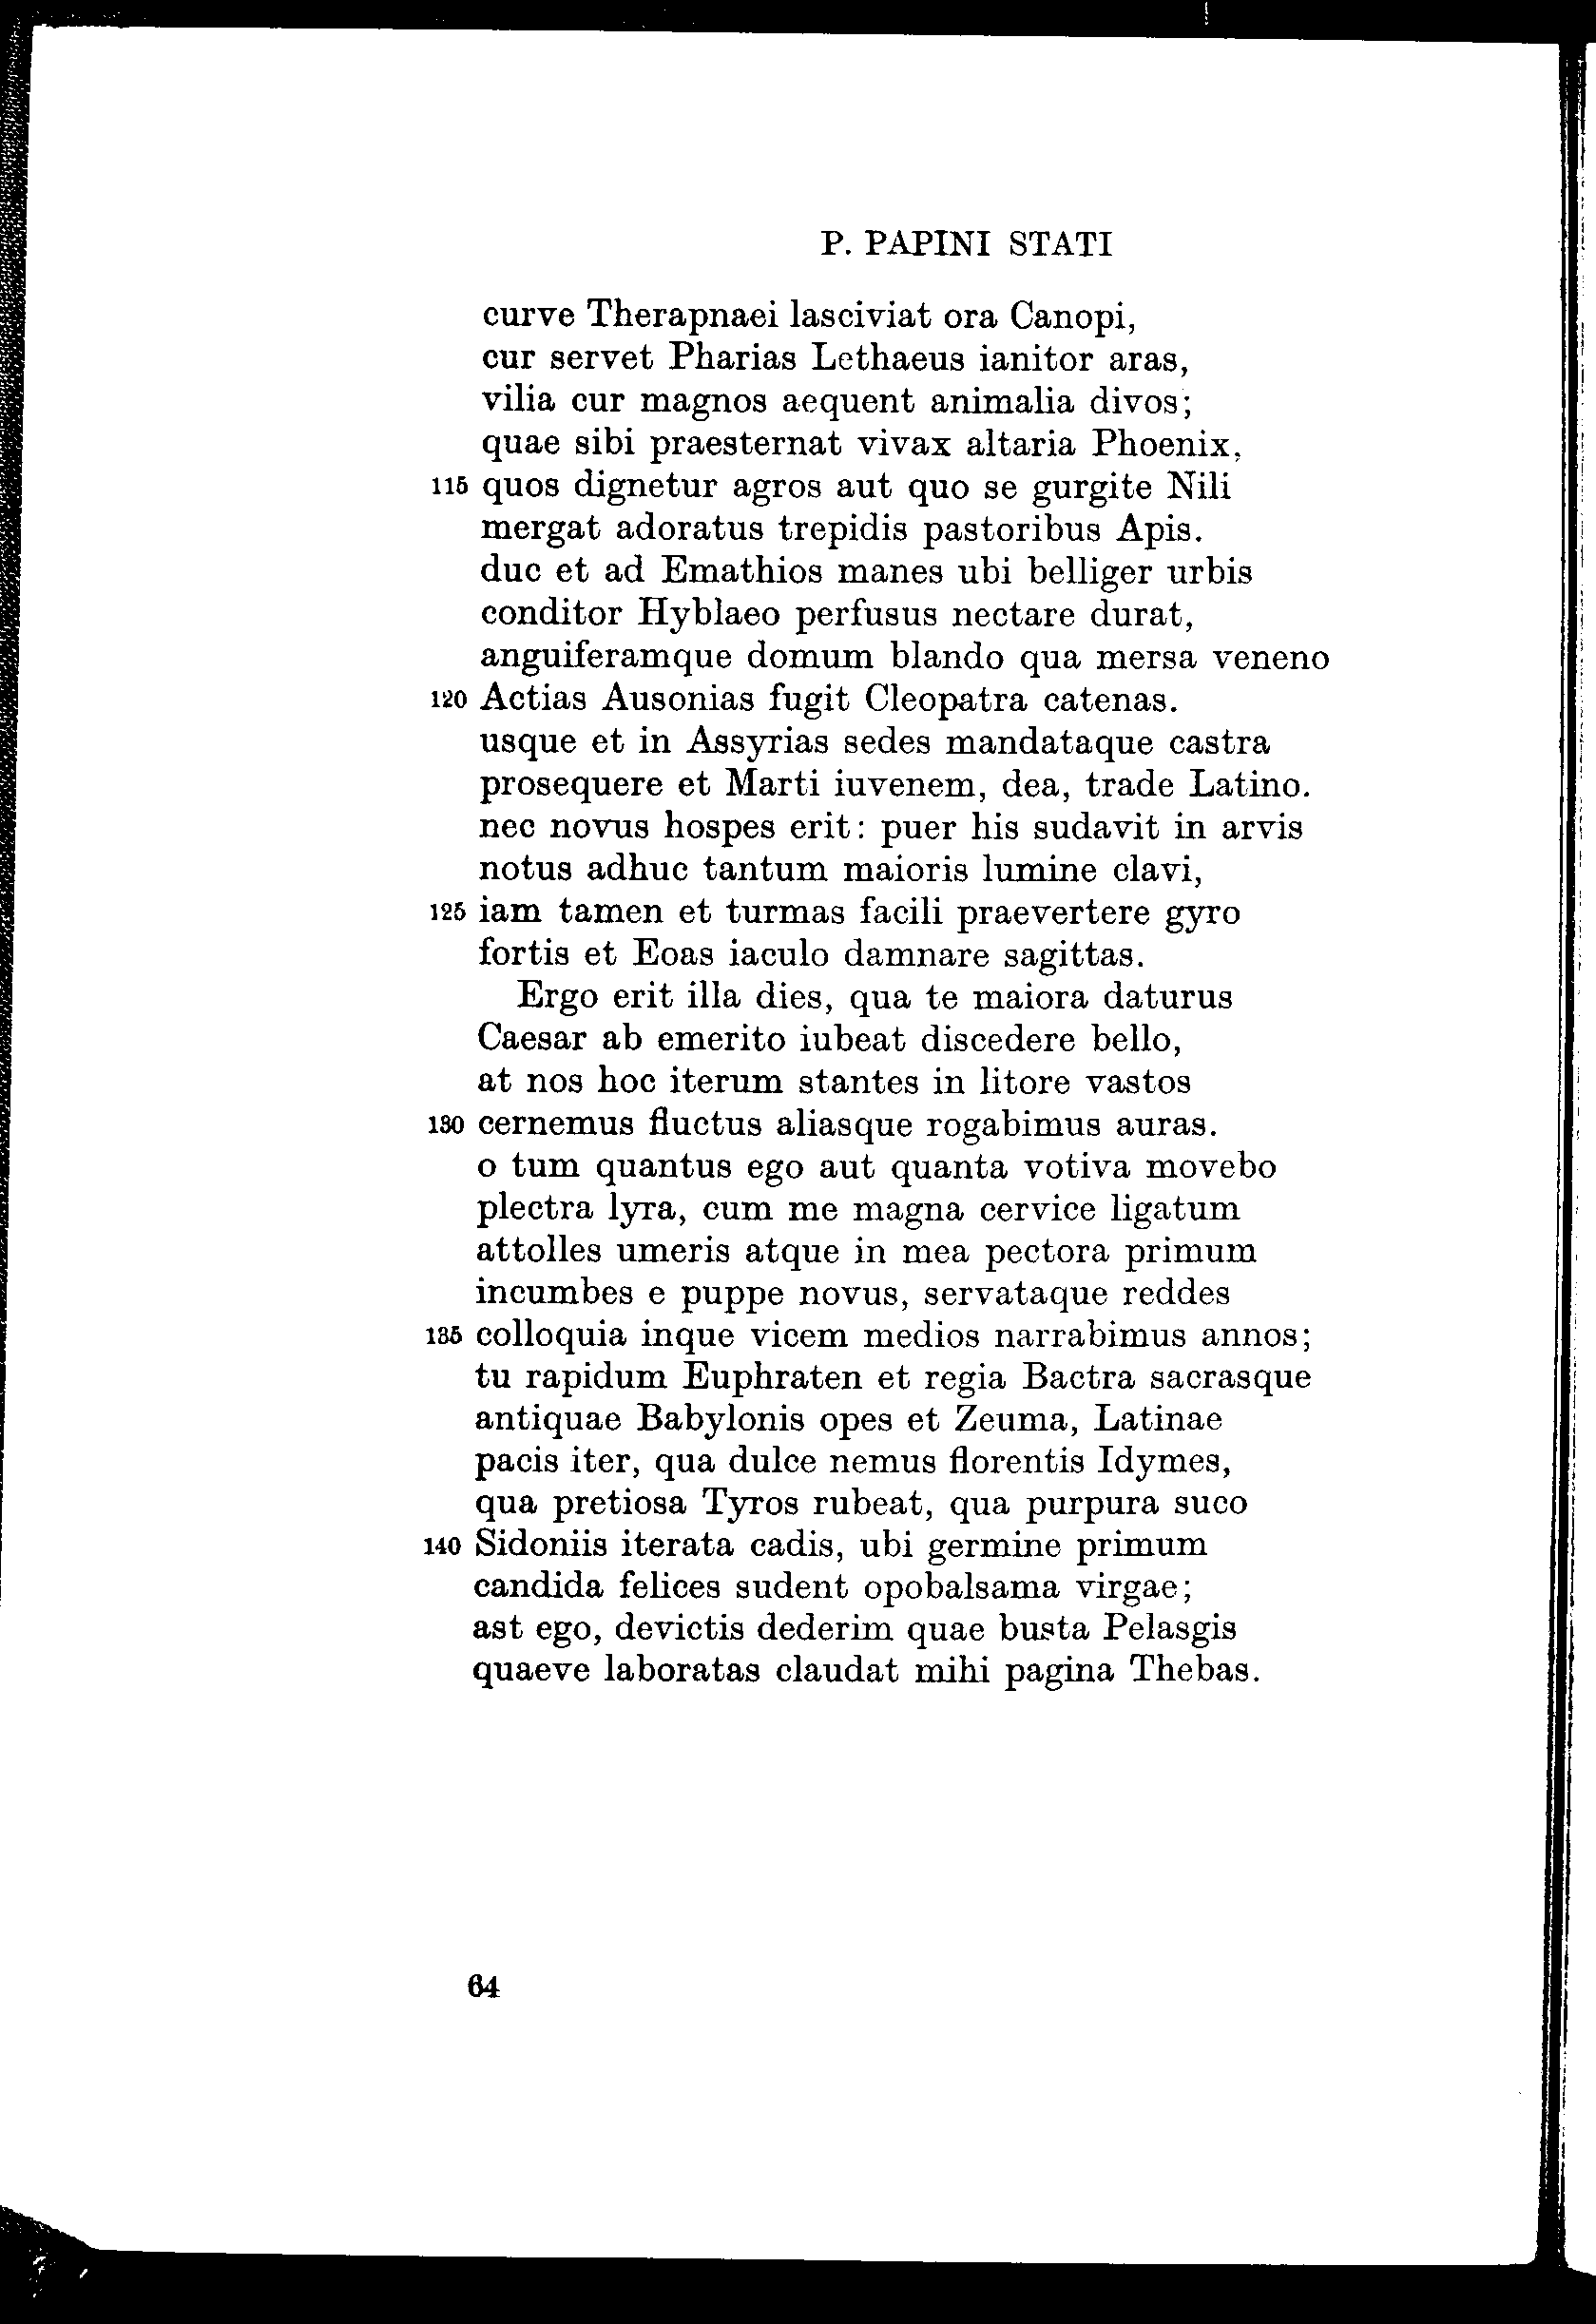 P. PAPINI STATI
curve Therapnaei lasciviat ora Canopi,
cur servet Pharias Lethaeus ianitor aras,
vilia cur magnos aequent animalia divos;
quae sibi praesternat vivax altaria Phoenix,
115 quos dignetur agros aut quo se gurgite Nili
mergat adoratus trepidis pastoribus Apis.
duc et ad Emathios manes ubi belliger urbis
conditor Hyblaeo perfusus nectare durat,
anguiferamque domum blando qua mersa veneno
120 Actias Ausonias fugit Cleopatra catenas.
usque et in Assyrias sedes mandataque castra
prosequere et Marti iuvenem, dea, trade Latino.
nec novus hospes erit: puer his sudavit in arvis
notus adhuc tantum maioris lumine clavi,
125 iam tamen et turmas facili praevertere gyro
fortis et Eoas iaculo damnare sagittas.
Ergo erit illa dies, qua te maiora daturus
Caesar ab emerito iubeat discedere bello,
at nos hoc iterum stantes in litore vastos
130 cernemus fluctus aliasque rogabimus auras.
o tum quantus ego aut quanta votiva movebo
plectra lyra, cum me magna cervice ligatum
attolles umeris atque in mea pectora primum
incumbes e puppe novus, servataque reddes
135 colloquia inque vicem medios narrabimus annos;
tu rapidum Euphraten et regia Bactra sacrasque
antiquae Babylonis opes et Zeuma, Latinae
pacis iter, qua dulce nemus florentis Idymes,
qua pretiosa Tyros rubeat, qua purpura suco
140 Sidoniis iterata cadis, ubi germine primum
candida felices sudent opobalsama virgae;
ast ego, devictis dederim quae busta Pelasgis
quaeve laboratas claudat mihi pagina Thebas.
64